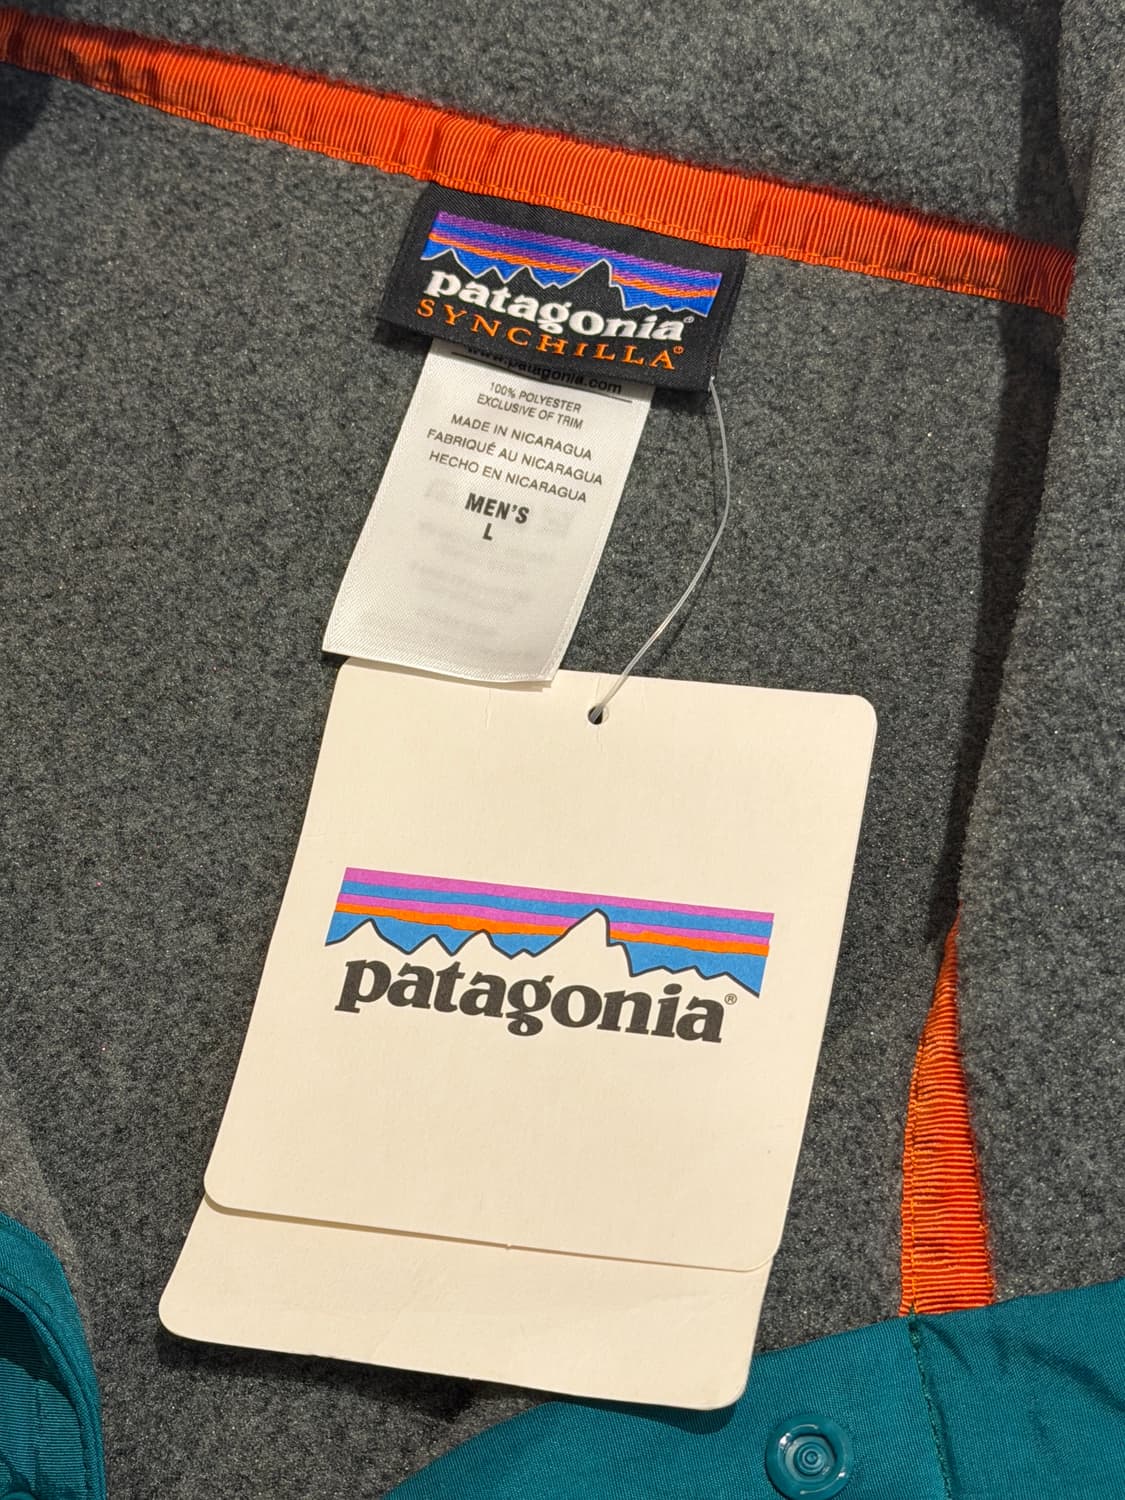 patagonia®
SYNCHILLA®
www.patagonia.com
100% POLYESTER
EXCLUSIVE OF TRIM
MADE IN NICARAGUA
FABRIQUÉ AU NICARAGUA
HECHO EN NICARAGUA
MEN'S
L
patagonia®